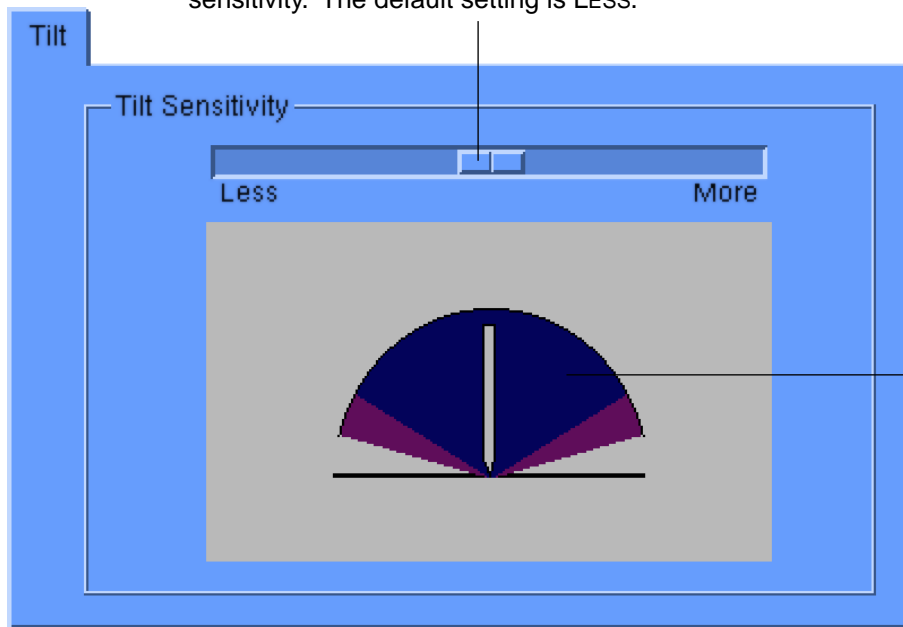 sensitivity. The default setting is LESS.
Tilt
Tilt Sensitivity
Less
More